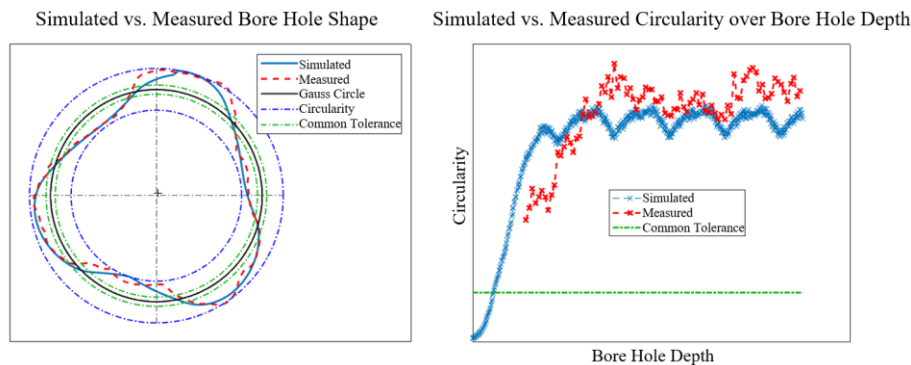 Simulated vs. Measured Bore Hole Shape
Simulated
Measured
Gauss Circle
Circularity
Common Tolerance
Simulated vs. Measured Circularity over Bore Hole Depth
Circularity
Simulated
Measured
Common Tolerance
Bore Hole Depth